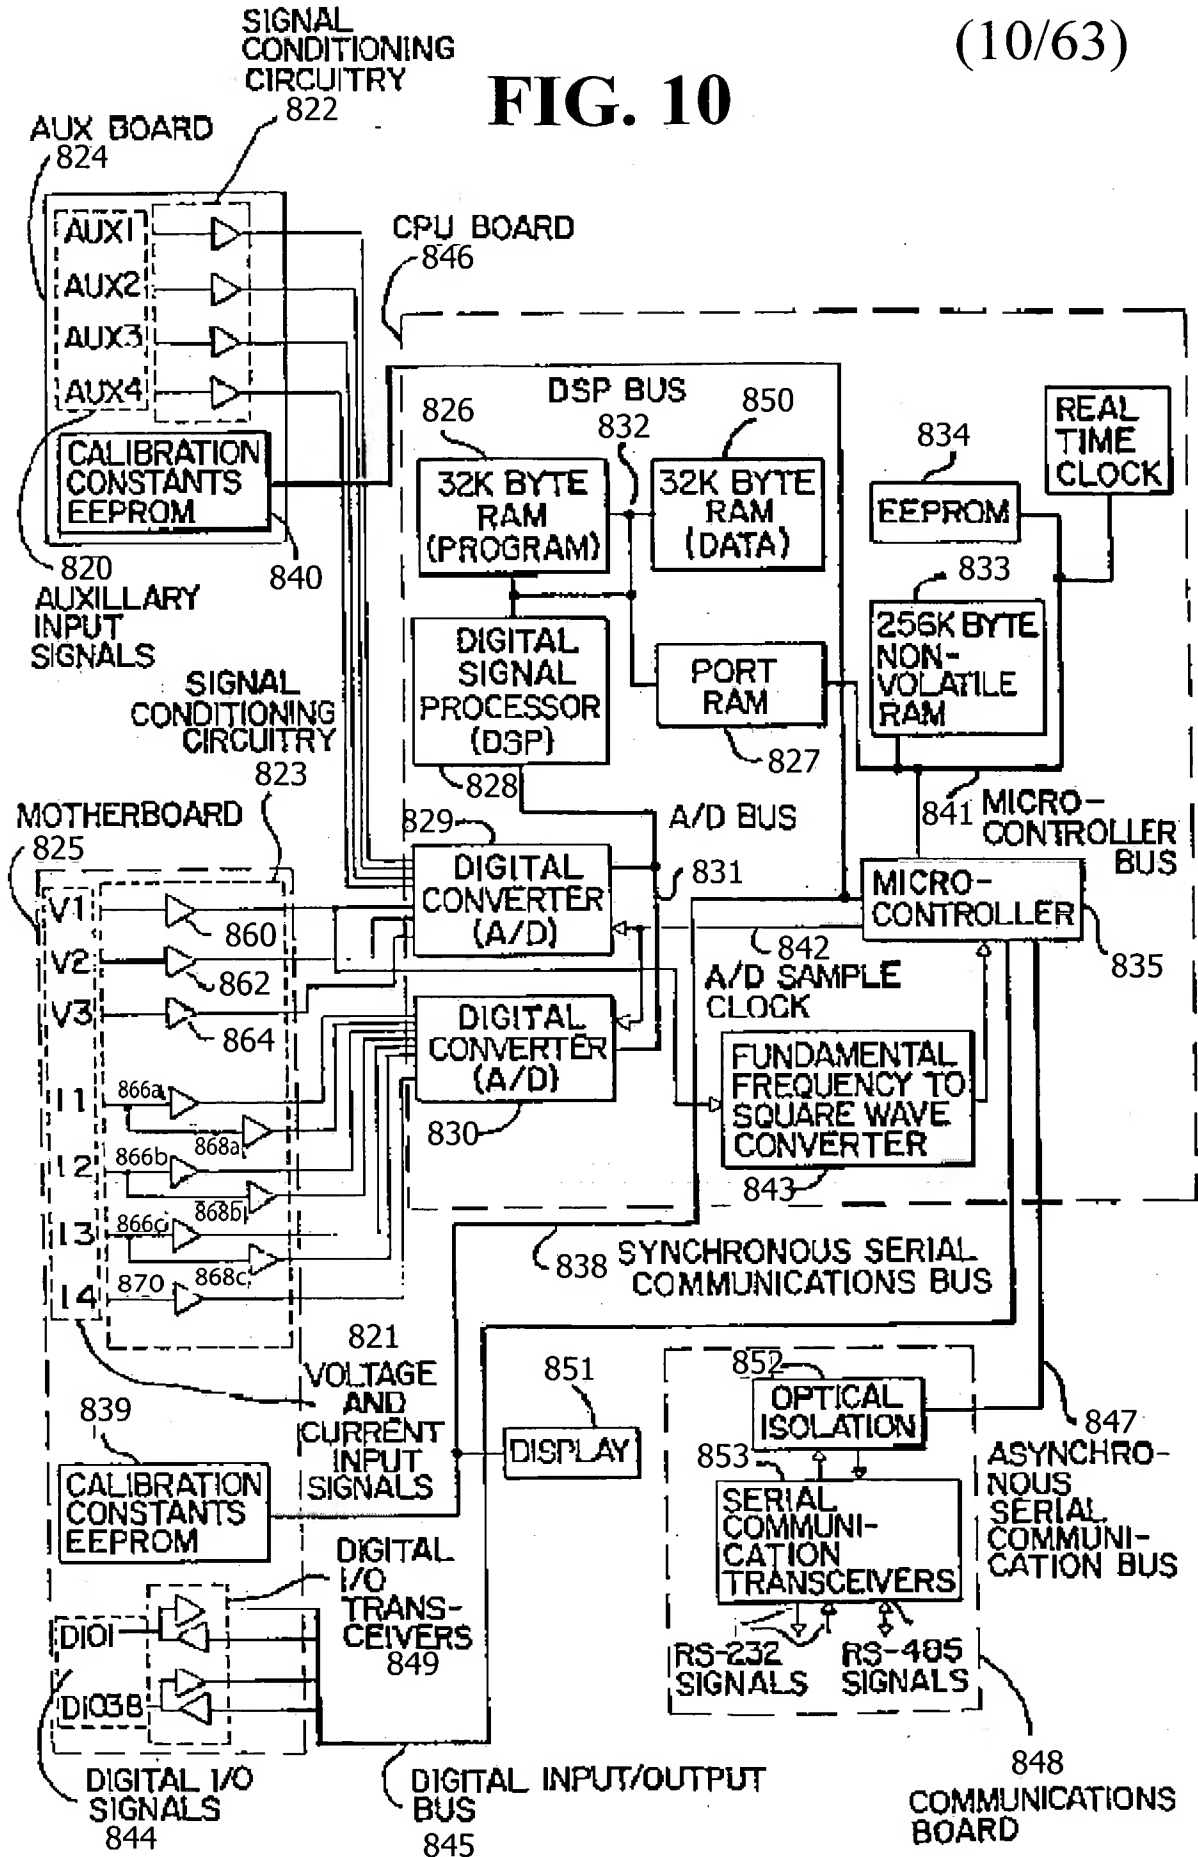 SIGNAL
CONDITIONING
CIRCUITRY
822
(10/63)
FIG. 10
AUX BOARD
824
AUX1
AUX2
AUX3
AUX4
CALIBRATION
CONSTANTS
EEPROM
820
AUXILLARY
INPUT
SIGNALS
840
CPU BOARD
846
DSP BUS
826
832
850
32K BYTE
RAM
(PROGRAM)
32K BYTE
RAM
(DATA)
834
EEPROM
REAL
TIME
CLOCK
833
256K BYTE
NON-
VOLATILE
RAM
DIGITAL
SIGNAL
PROCESSOR
(DSP)
828
PORT
RAM
827
841
MICRO-
CONTROLLER
BUS
SIGNAL
CONDITIONING
CIRCUITRY
823
MOTHERBOARD
825
829
DIGITAL
CONVERTER
(A/D)
A/D BUS
831
MICRO-
CONTROLLER
835
842
A/D SAMPLE
CLOCK
V1
860
V2
862
V3
864
DIGITAL
CONVERTER
(A/D)
830
FUNDAMENTAL
FREQUENCY TO
SQUARE WAVE
CONVERTER
843
I1
866a
868a
I2
866b
868b
I3
866c
868c
I4
870
838
SYNCHRONOUS SERIAL
COMMUNICATIONS BUS
821
VOLTAGE
AND
CURRENT
INPUT
SIGNALS
839
CALIBRATION
CONSTANTS
EEPROM
851
DISPLAY
852
OPTICAL
ISOLATION
853
SERIAL
COMMUNI-
CATION
TRANSCEIVERS
847
ASYNCHRO-
NOUS
SERIAL
COMMUNI-
CATION BUS
DIGITAL
I/O
TRANS-
CEIVERS
849
DIO1
DIO38
RS-232
SIGNALS
RS-485
SIGNALS
DIGITAL I/O
SIGNALS
844
DIGITAL INPUT/OUTPUT
BUS
845
848
COMMUNICATIONS
BOARD